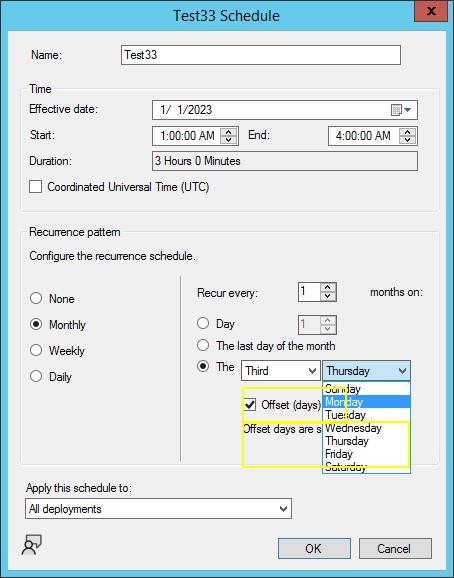 Test33 Schedule
x
Name: Test33
Time
Effective date: 1/ 1/2023
Start: 1:00:00 AM End: 4:00:00 AM
Duration: 3 Hours 0 Minutes
Coordinated Universal Time (UTC)
Recurrence pattern
Configure the recurrence schedule.
None
Monthly
Weekly
Daily
Recur every: 1 months on:
Day 1
The last day of the month
The Third Thursday
Sunday
Monday
Offset (days)
Tuesday
Wednesday
Offset days are s
Thursday
Friday
Saturday
Apply this schedule to:
All deployments
OK Cancel